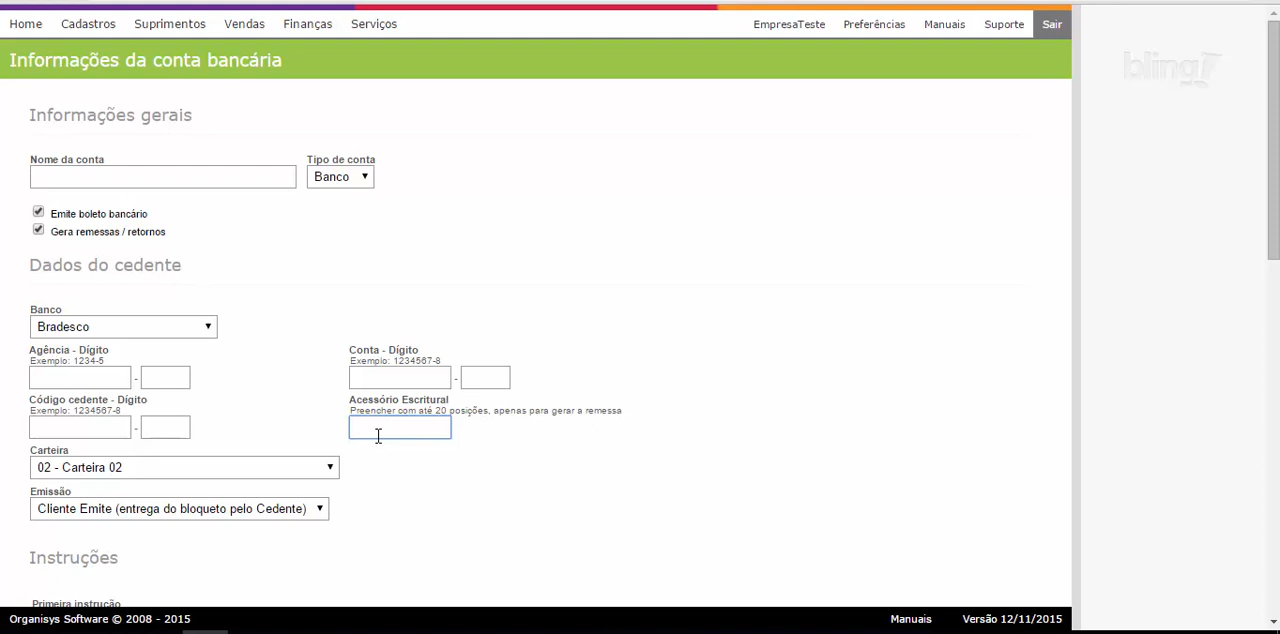 Home Cadastros Suprimentos Vendas Finanças Serviços EmpresaTeste Preferências Manuais Suporte Sair
Informações da conta bancária
bling
Informações gerais
Nome da conta Tipo de conta
Banco
Emite boleto bancário
Gera remessas / retornos
Dados do cedente
Banco
Bradesco
Agência - Dígito Conta - Dígito
Exemplo: 1234-5 Exemplo: 1234567-8
- -
Código cedente - Dígito Acessório Escritural
Exemplo: 1234567-8 Preencher com até 20 posições, apenas para gerar a remessa
-
Carteira
02 - Carteira 02
Emissão
Cliente Emite (entrega do bloqueto pelo Cedente)
Instruções
Primeira instrução
Organisys Software © 2008 - 2015 Manuais Versão 12/11/2015